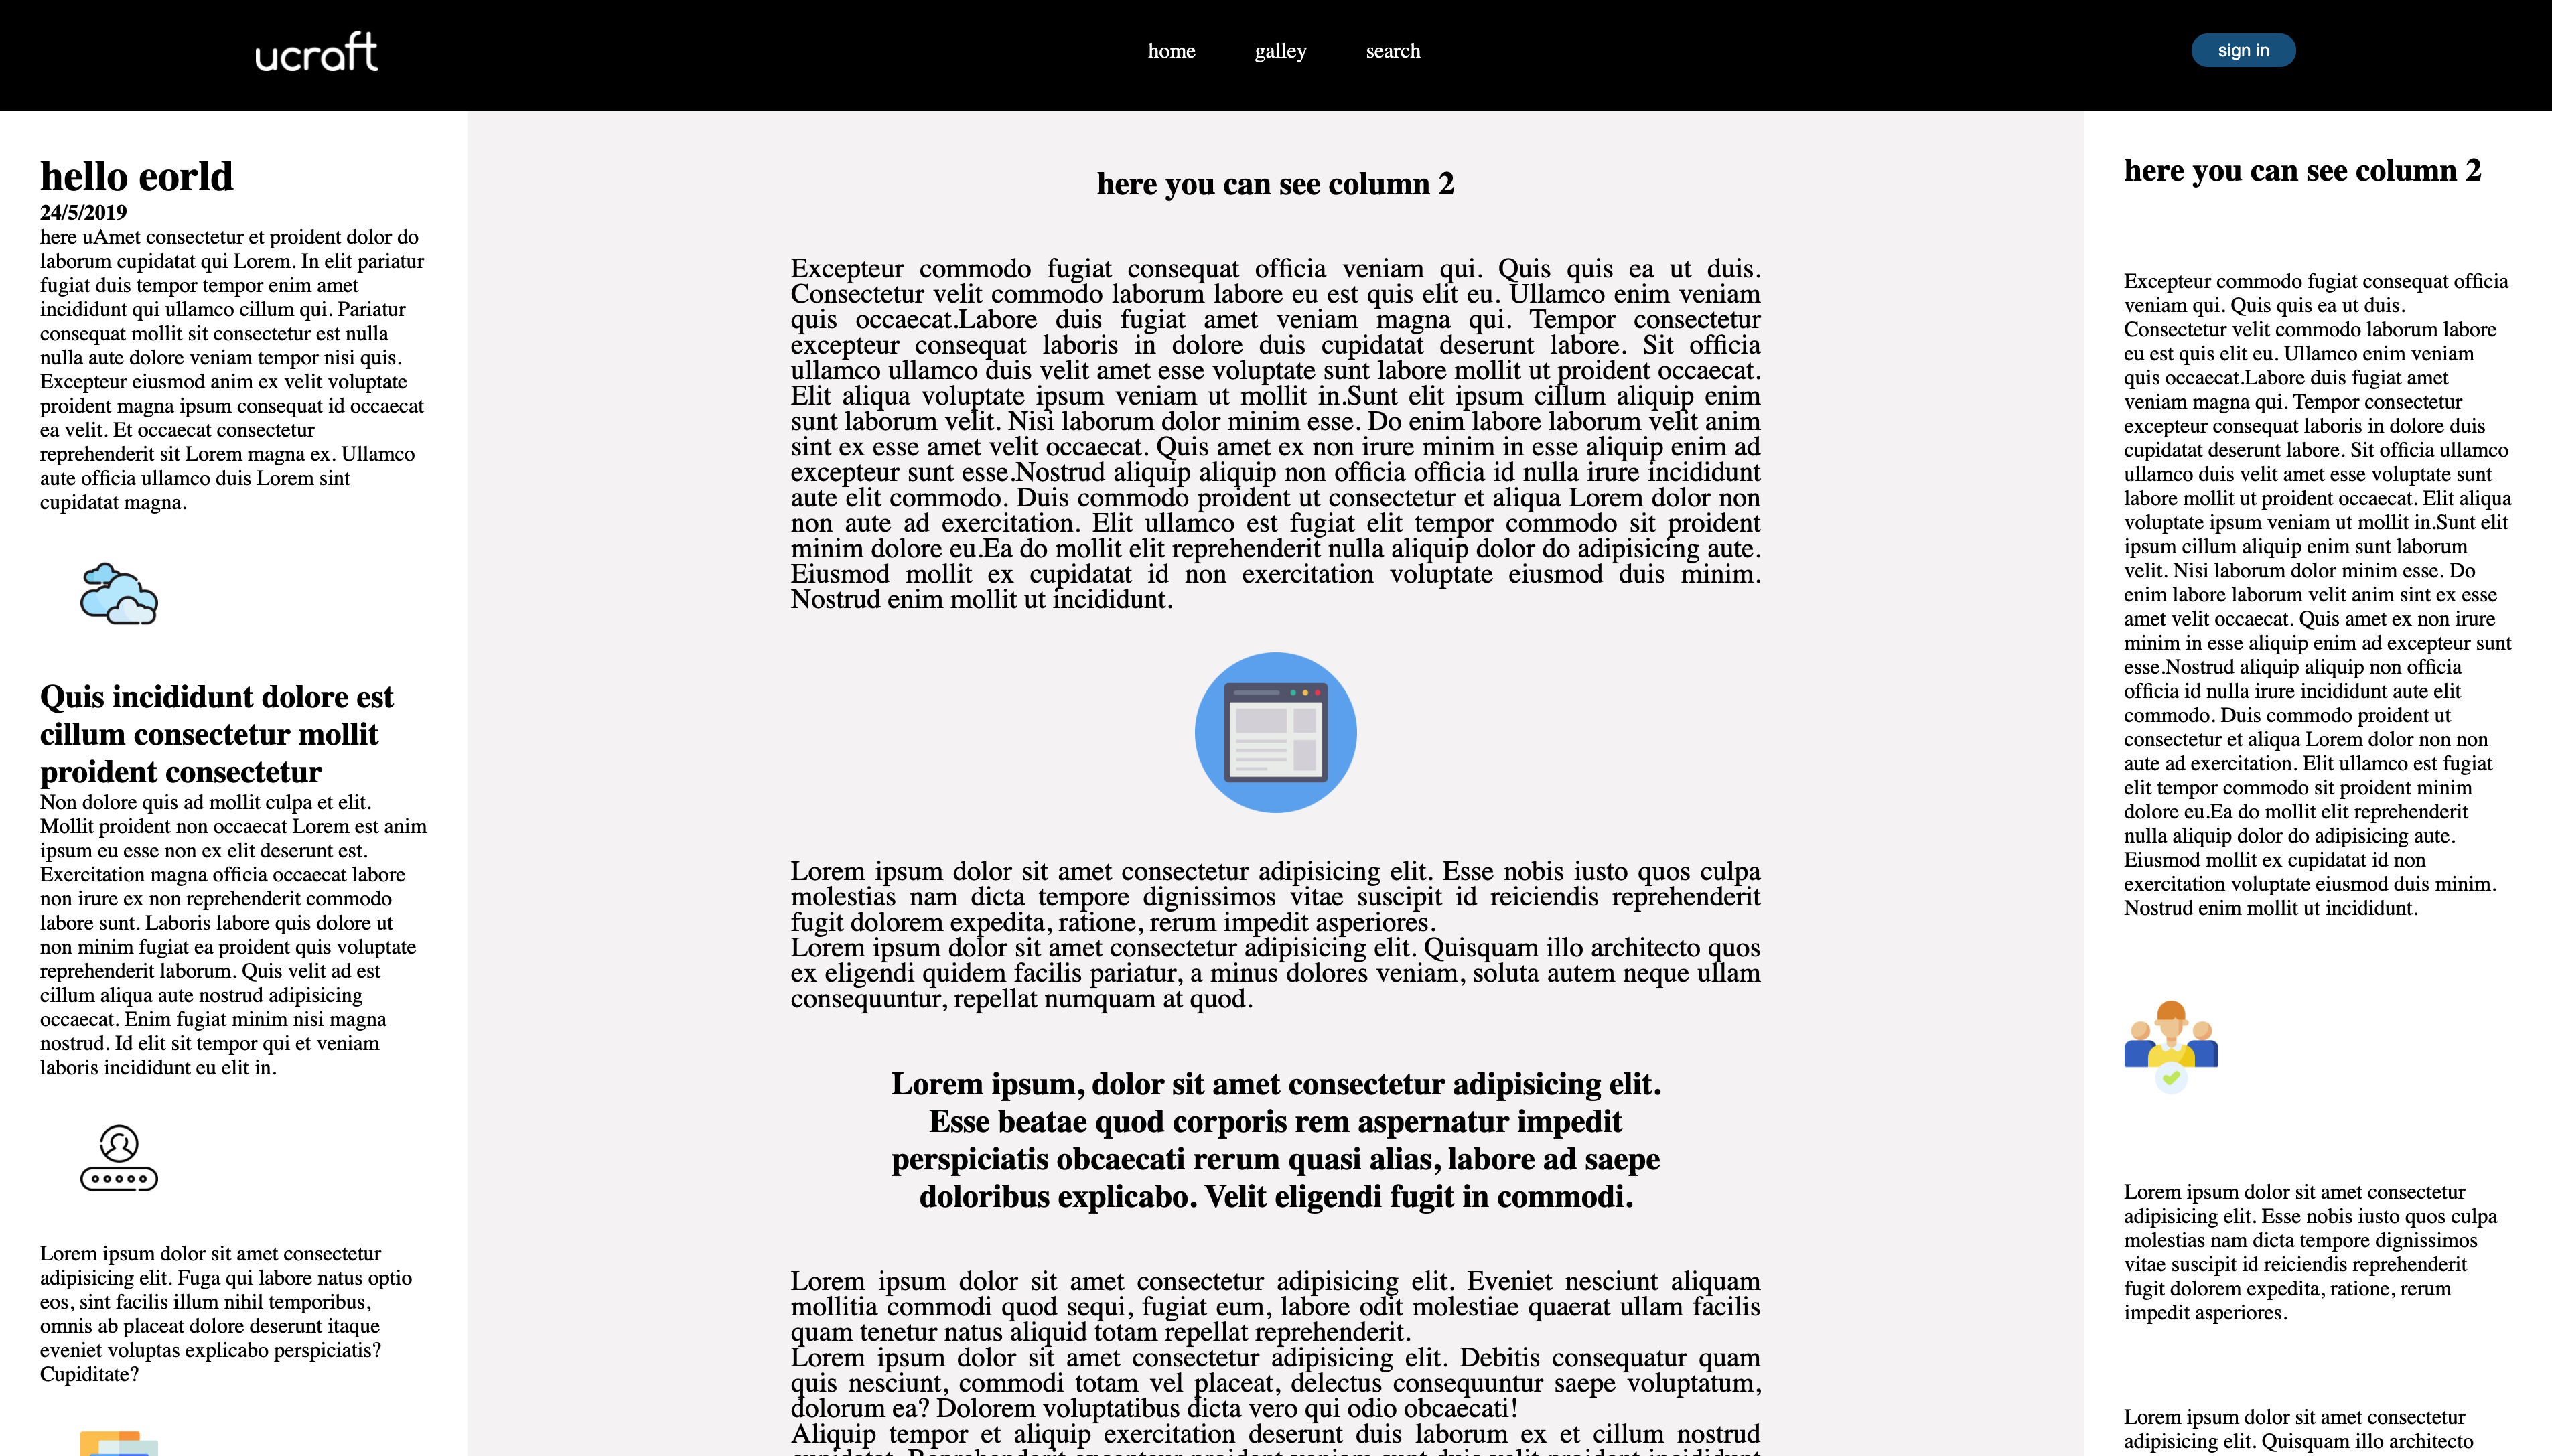 ucraft
home
galley
search
sign in
hello eorld
24/5/2019
here uAmet consectetur et proident dolor do
laborum cupidatat qui Lorem. In elit pariatur
fugiat duis tempor tempor enim amet
incididunt qui ullamco cillum qui. Pariatur
consequat mollit sit consectetur est nulla
nulla aute dolore veniam tempor nisi quis.
Excepteur eiusmod anim ex velit voluptate
proident magna ipsum consequat id occaecat
ea velit. Et occaecat consectetur
reprehenderit sit Lorem magna ex. Ullamco
aute officia ullamco duis Lorem sint
cupidatat magna.
Quis incididunt dolore est
cillum consectetur mollit
proident consectetur
Non dolore quis ad mollit culpa et elit.
Mollit proident non occaecat Lorem est anim
ipsum eu esse non ex elit deserunt est.
Exercitation magna officia occaecat labore
non irure ex non reprehenderit commodo
labore sunt. Laboris labore quis dolore ut
non minim fugiat ea proident quis voluptate
reprehenderit laborum. Quis velit ad est
cillum aliqua aute nostrud adipisicing
occaecat. Enim fugiat minim nisi magna
nostrud. Id elit sit tempor qui et veniam
laboris incididunt eu elit in.
Lorem ipsum dolor sit amet consectetur
adipisicing elit. Fuga qui labore natus optio
eos, sint facilis illum nihil temporibus,
omnis ab placeat dolore deserunt itaque
eveniet voluptas explicabo perspiciatis?
Cupiditate?
here you can see column 2
Excepteur commodo fugiat consequat officia veniam qui. Quis quis ea ut duis.
Consectetur velit commodo laborum labore eu est quis elit eu. Ullamco enim veniam
quis occaecat.Labore duis fugiat amet veniam magna qui. Tempor consectetur
excepteur consequat laboris in dolore duis cupidatat deserunt labore. Sit officia
ullamco ullamco duis velit amet esse voluptate sunt labore mollit ut proident occaecat.
Elit aliqua voluptate ipsum veniam ut mollit in.Sunt elit ipsum cillum aliquip enim
sunt laborum velit. Nisi laborum dolor minim esse. Do enim labore laborum velit anim
sint ex esse amet velit occaecat. Quis amet ex non irure minim in esse aliquip enim ad
excepteur sunt esse.Nostrud aliquip aliquip non officia officia id nulla irure incididunt
aute elit commodo. Duis commodo proident ut consectetur et aliqua Lorem dolor non
non aute ad exercitation. Elit ullamco est fugiat elit tempor commodo sit proident
minim dolore eu.Ea do mollit elit reprehenderit nulla aliquip dolor do adipisicing aute.
Eiusmod mollit ex cupidatat id non exercitation voluptate eiusmod duis minim.
Nostrud enim mollit ut incididunt.
Lorem ipsum dolor sit amet consectetur adipisicing elit. Esse nobis iusto quos culpa
molestias nam dicta tempore dignissimos vitae suscipit id reiciendis reprehenderit
fugit dolorem expedita, ratione, rerum impedit asperiores.
Lorem ipsum dolor sit amet consectetur adipisicing elit. Quisquam illo architecto quos
ex eligendi quidem facilis pariatur, a minus dolores veniam, soluta autem neque ullam
consequuntur, repellat numquam at quod.
Lorem ipsum, dolor sit amet consectetur adipisicing elit.
Esse beatae quod corporis rem aspernatur impedit
perspiciatis obcaecati rerum quasi alias, labore ad saepe
doloribus explicabo. Velit eligendi fugit in commodi.
Lorem ipsum dolor sit amet consectetur adipisicing elit. Eveniet nesciunt aliquam
mollitia commodi quod sequi, fugiat eum, labore odit molestiae quaerat ullam facilis
quam tenetur natus aliquid totam repellat reprehenderit.
Lorem ipsum dolor sit amet consectetur adipisicing elit. Debitis consequatur quam
quis nesciunt, commodi totam vel placeat, delectus consequuntur saepe voluptatum,
dolorum ea? Dolorem voluptatibus dicta vero qui odio obcaecati!
Aliquip tempor et aliquip exercitation deserunt duis laborum ex et cillum nostrud
here you can see column 2
Excepteur commodo fugiat consequat officia
veniam qui. Quis quis ea ut duis.
Consectetur velit commodo laborum labore
eu est quis elit eu. Ullamco enim veniam
quis occaecat.Labore duis fugiat amet
veniam magna qui. Tempor consectetur
excepteur consequat laboris in dolore duis
cupidatat deserunt labore. Sit officia ullamco
ullamco duis velit amet esse voluptate sunt
labore mollit ut proident occaecat. Elit aliqua
voluptate ipsum veniam ut mollit in.Sunt elit
ipsum cillum aliquip enim sunt laborum
velit. Nisi laborum dolor minim esse. Do
enim labore laborum velit anim sint ex esse
amet velit occaecat. Quis amet ex non irure
minim in esse aliquip enim ad excepteur sunt
esse.Nostrud aliquip aliquip non officia
officia id nulla irure incididunt aute elit
commodo. Duis commodo proident ut
consectetur et aliqua Lorem dolor non non
aute ad exercitation. Elit ullamco est fugiat
elit tempor commodo sit proident minim
dolore eu.Ea do mollit elit reprehenderit
nulla aliquip dolor do adipisicing aute.
Eiusmod mollit ex cupidatat id non
exercitation voluptate eiusmod duis minim.
Nostrud enim mollit ut incididunt.
Lorem ipsum dolor sit amet consectetur
adipisicing elit. Esse nobis iusto quos culpa
molestias nam dicta tempore dignissimos
vitae suscipit id reiciendis reprehenderit
fugit dolorem expedita, ratione, rerum
impedit asperiores.
Lorem ipsum dolor sit amet consectetur
adipisicing elit. Quisquam illo architecto